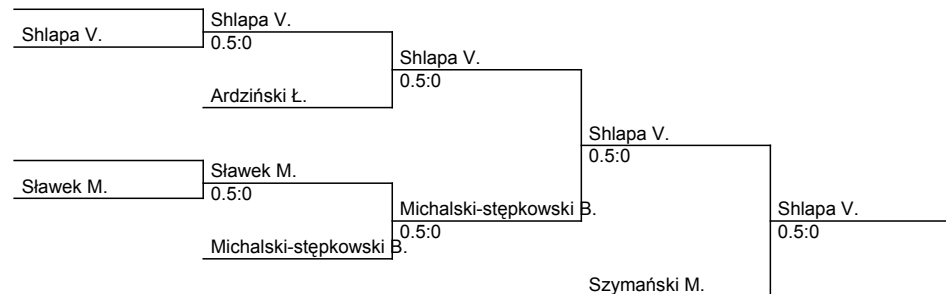 Shlapa V.
Shlapa V.
0.5:0
Shlapa V.
0.5:0
Ardziński Ł.
Shlapa V.
0.5:0
Sławek M.
Sławek M.
0.5:0
Michalski-stępkowski B.
0.5:0
Michalski-stępkowski B.
Shlapa V.
0.5:0
Szymański M.